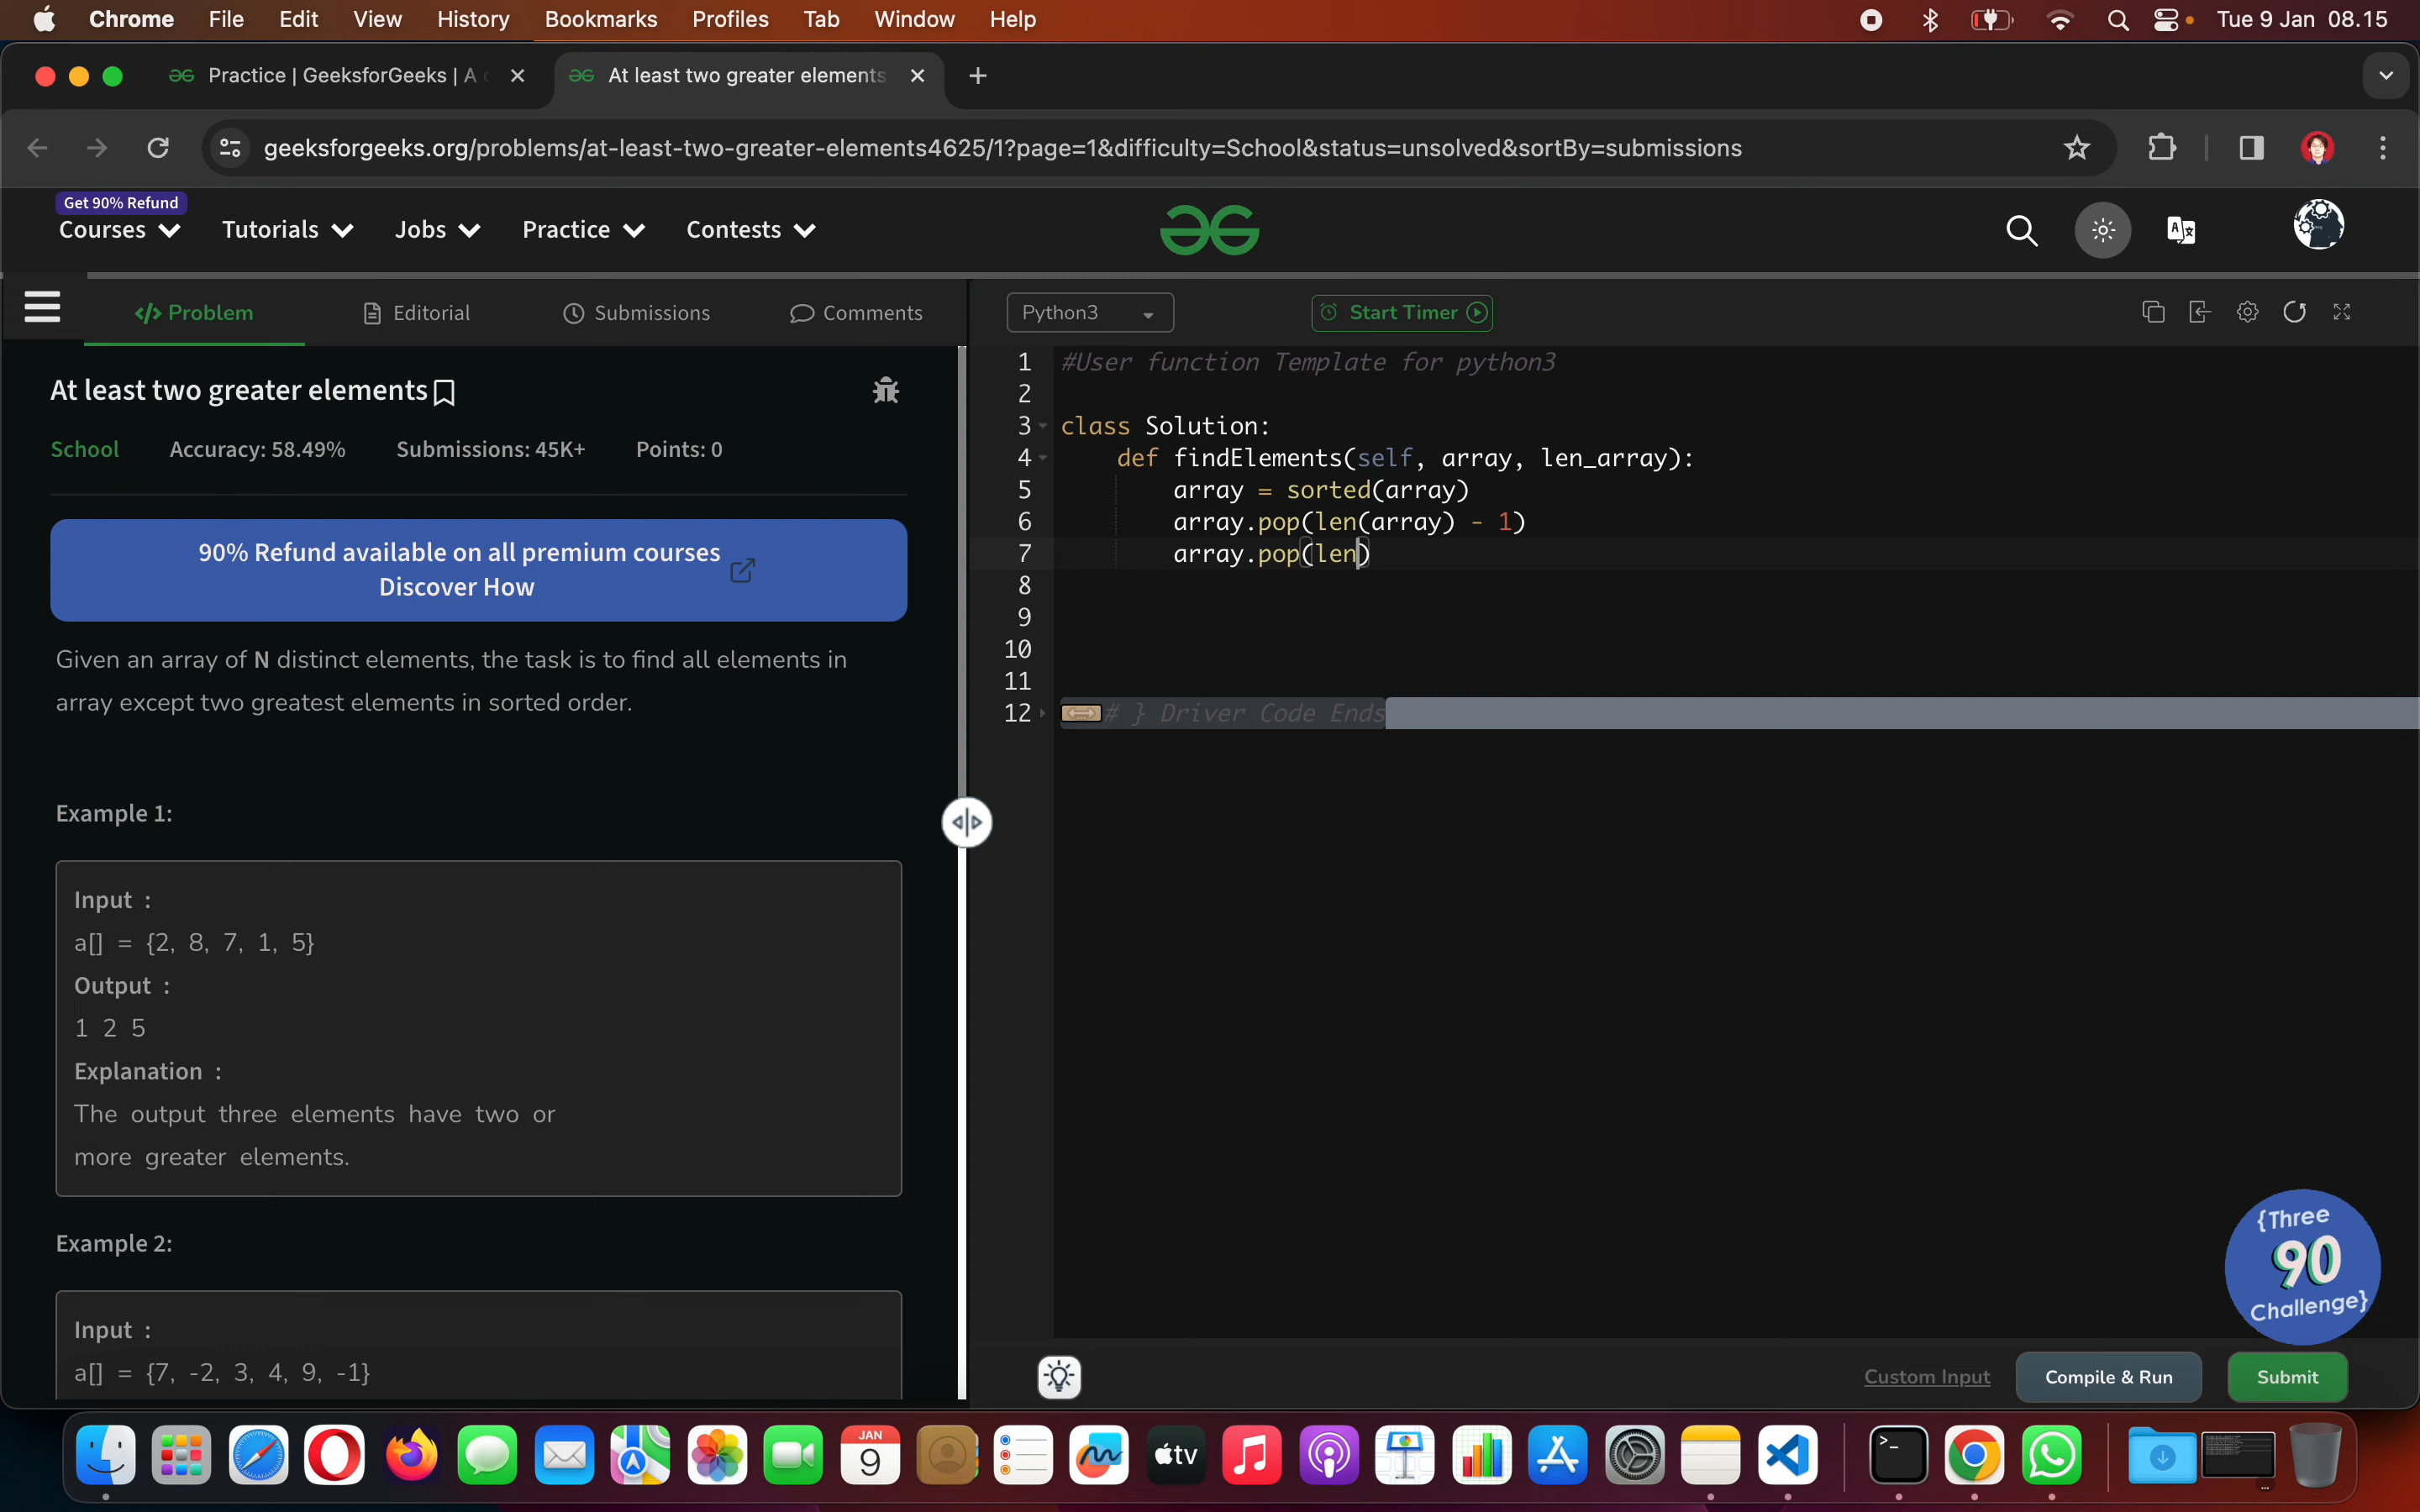 Chrome File Edit View History Bookmarks Profiles Tab Window Help Tue 9 Jan 08.15
Practice | GeeksforGeeks | A At least two greater elements
geeksforgeeks.org/problems/at-least-two-greater-elements4625/1?page=1&difficulty=School&status=unsolved&sortBy=submissions
Get 90% Refund
Courses Tutorials Jobs Practice Contests
</> Problem Editorial Submissions Comments
Python3 Start Timer
At least two greater elements
School Accuracy: 58.49% Submissions: 45K+ Points: 0
90% Refund available on all premium courses
Discover How
Given an array of N distinct elements, the task is to find all elements in
array except two greatest elements in sorted order.
Example 1:
Input :
a[] = {2, 8, 7, 1, 5}
Output :
1 2 5
Explanation :
The output three elements have two or
more greater elements.
Example 2:
Input :
a[] = {7, -2, 3, 4, 9, -1}
1 #User function Template for python3
2
3 class Solution:
4 def findElements(self, array, len_array):
5 array = sorted(array)
6 array.pop(len(array) - 1)
7 array.pop(len)
8
9
10
11
12 # } Driver Code Ends
{Three
90
Challenge}
Custom Input Compile & Run Submit
JAN
9
tv